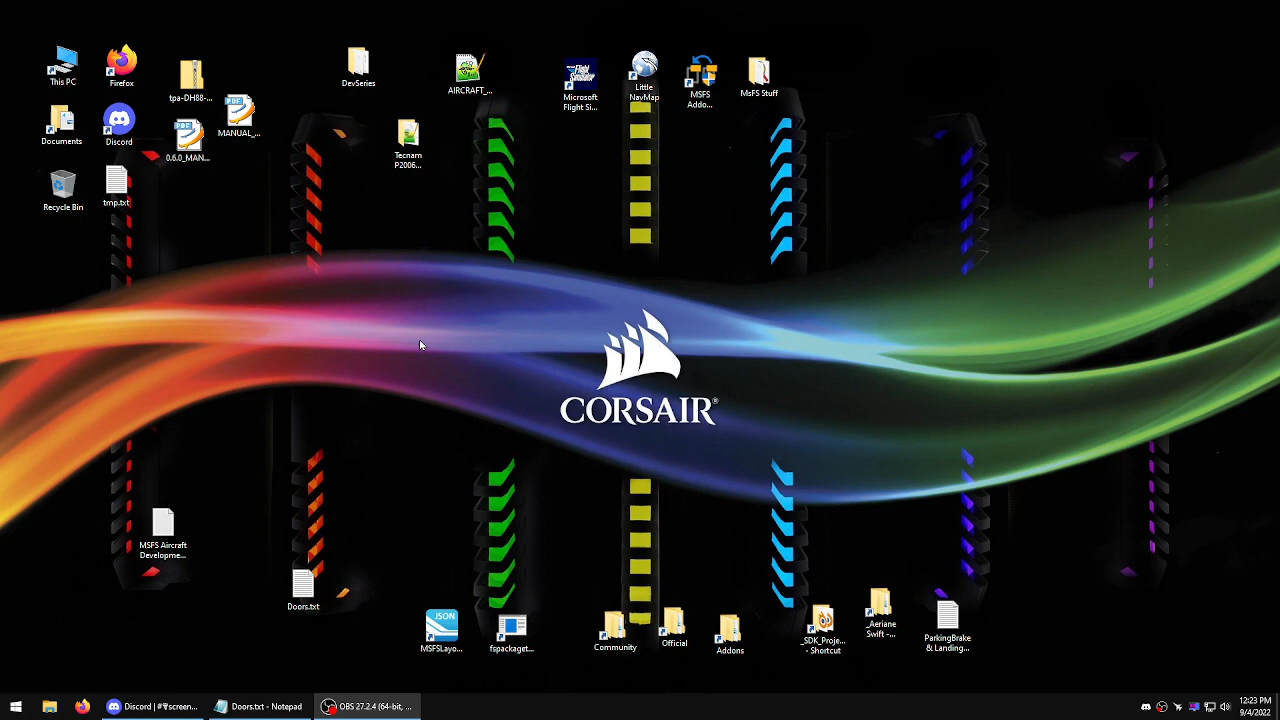 This PC
Firefox
tpa-DH88-...
DevSeries
AIRCRAFT_...
Microsoft
Flight Si...
Little
NavMap
MSFS
Addo...
MsFS Stuff
Documents
Discord
0.6.0_MAN...
MANUAL_...
Tecnam
P2006...
Recycle Bin
tmp.txt
CORSAIR®
MSFS Aircraft
Developme...
Doors.txt
JSON
MSFSLayo...
fspackaget...
Community
Official
Addons
_SDK_Proje...
- Shortcut
_Aeriane
Swift -...
ParkingBrake
& Landing...
Discord | #🎙screen...
Doors.txt - Notepad
OBS 27.2.4 (64-bit, ...
12:23 PM
9/4/2022